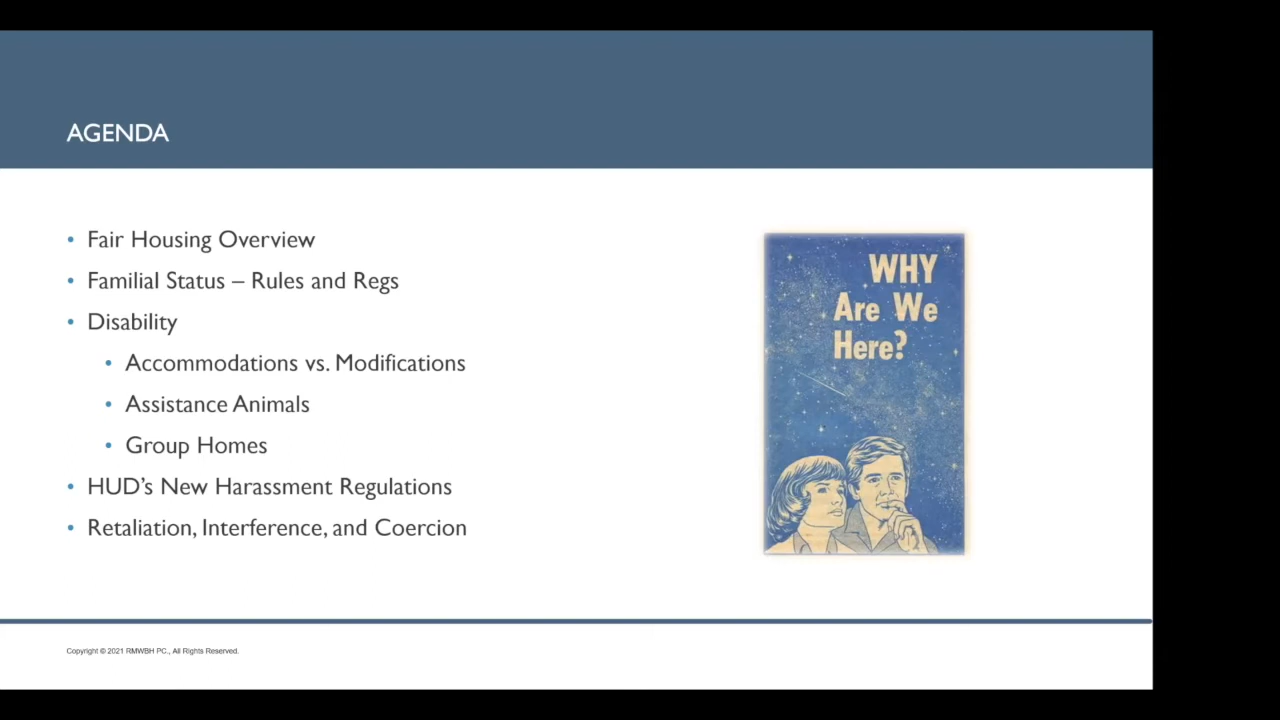 AGENDA
• Fair Housing Overview
• Familial Status – Rules and Regs
• Disability
• Accommodations vs. Modifications
• Assistance Animals
• Group Homes
• HUD’s New Harassment Regulations
• Retaliation, Interference, and Coercion
WHY
Are We
Here?
Copyright © 2021 RMWBH PC., All Rights Reserved.